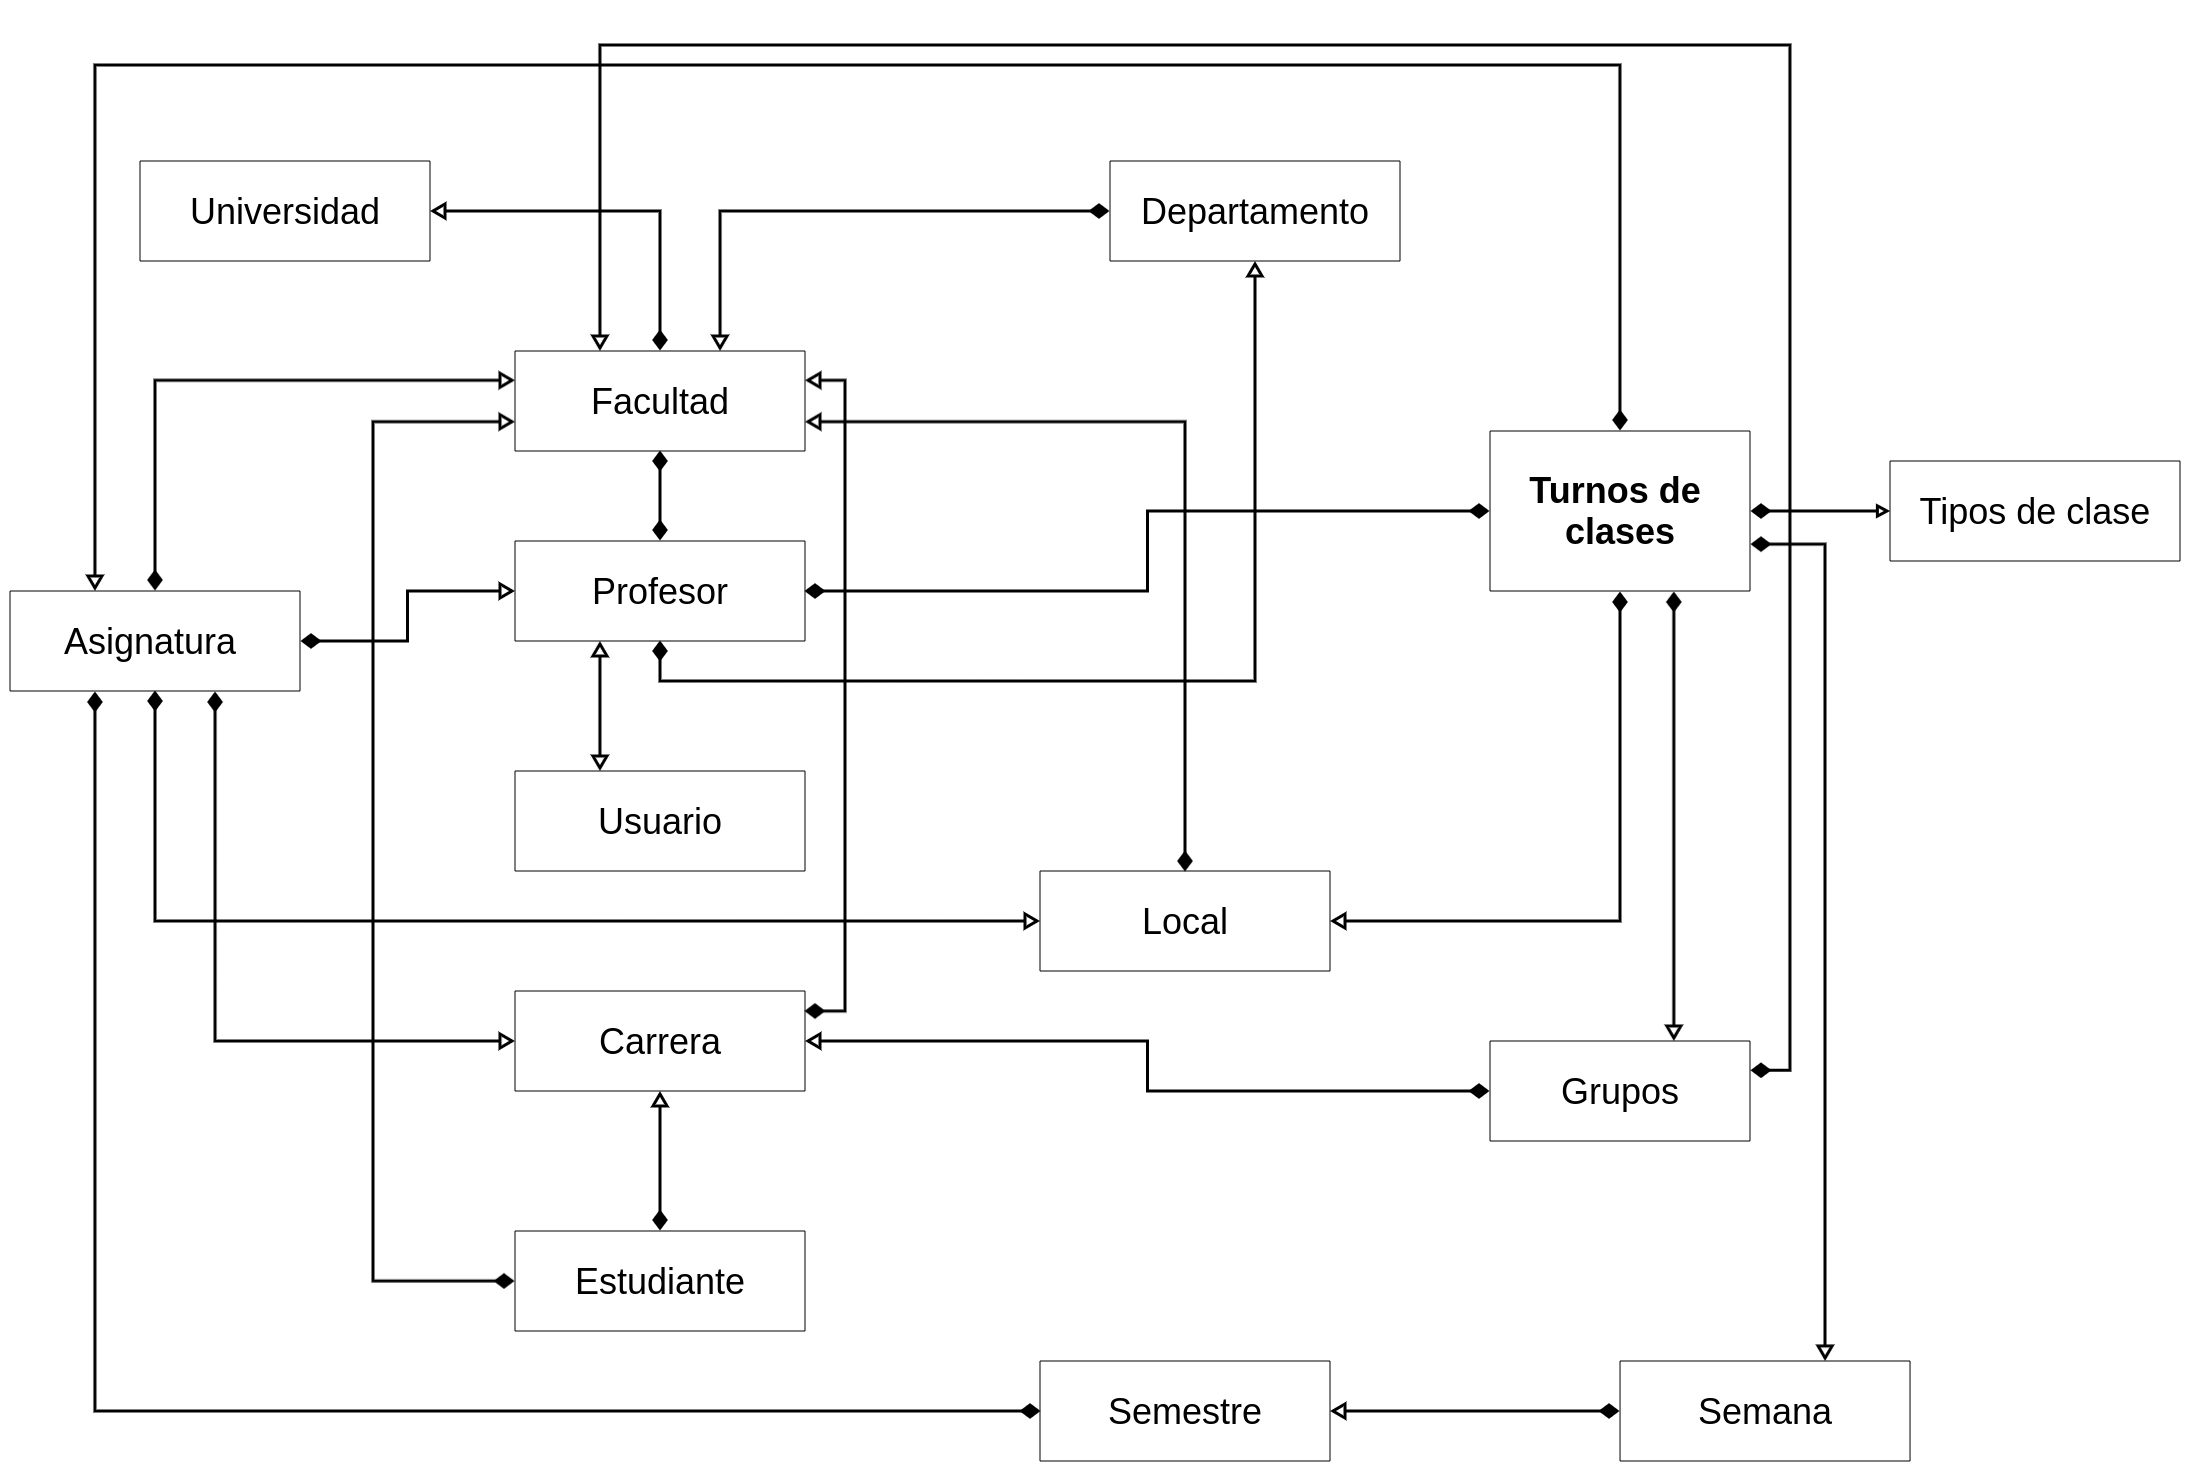 Universidad
Departamento
Facultad
Turnos de
clases
Tipos de clase
Profesor
Asignatura
Usuario
Local
Carrera
Grupos
Estudiante
Semestre
Semana